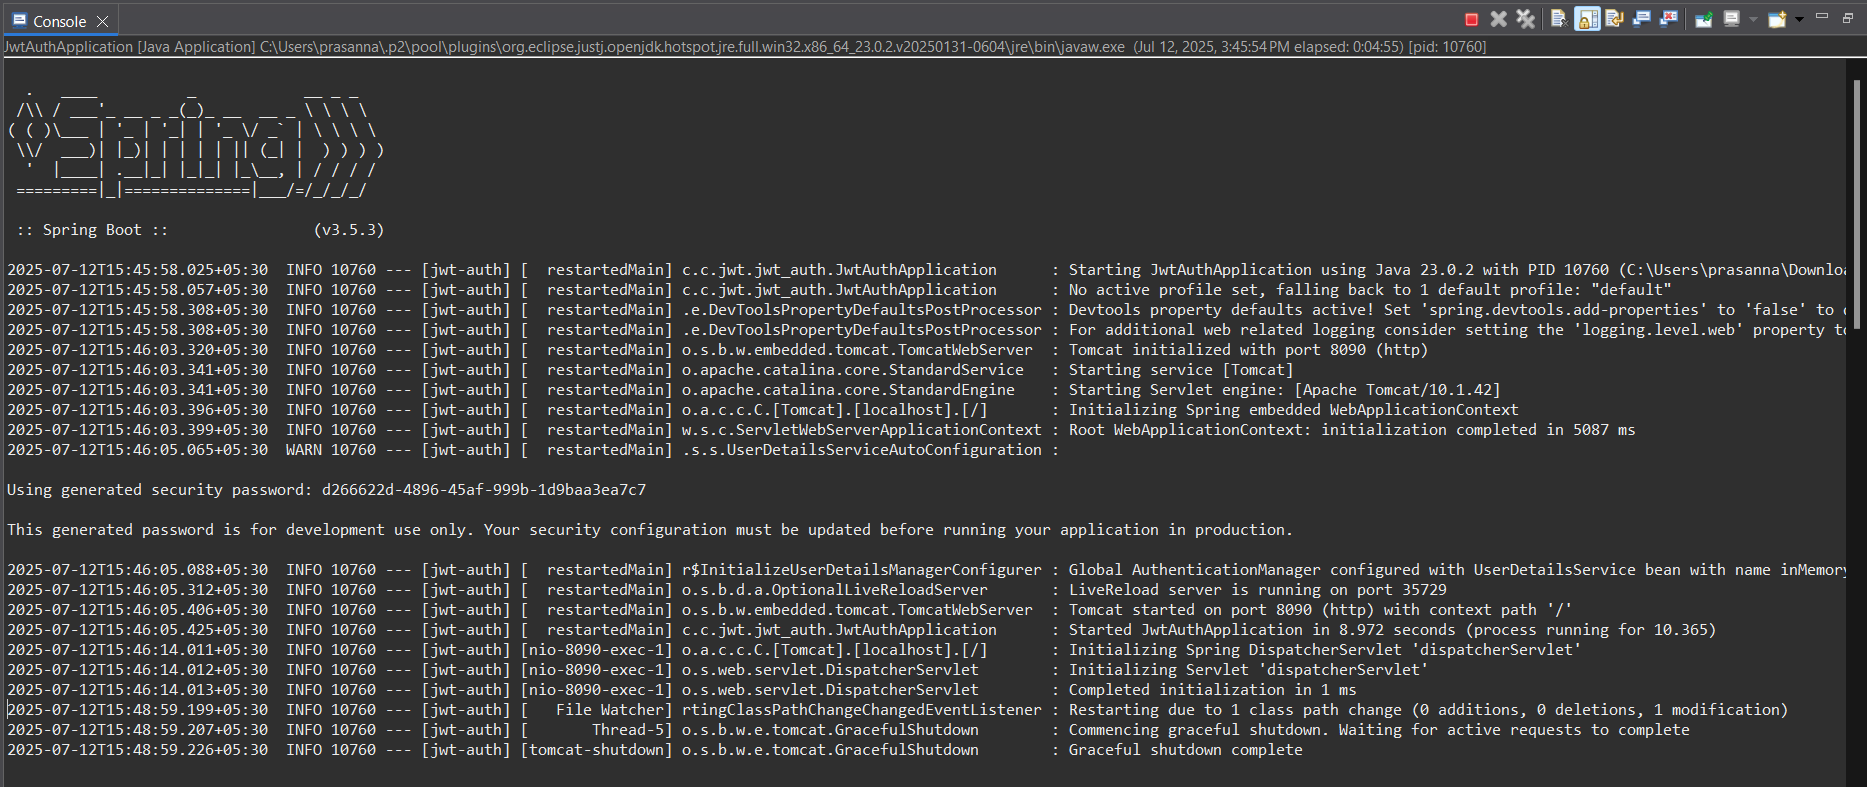 Console
JwtAuthApplication [Java Application] C:\Users\prasanna\.p2\pool\plugins\org.eclipse.justj.openjdk.hotspot.jre.full.win32.x86_64_23.0.2.v20250131-0604\jre\bin\javaw.exe (Jul 12, 2025, 3:45:54 PM elapsed: 0:04:55) [pid: 10760]
  .   ____          _            __ _ _
 /\\ / ___'_ __ _ _(_)_ __  __ _ \ \ \ \
( ( )\___ | '_ | '_| | '_ \/ _` | \ \ \ \
 \\/  ___)| |_)| | | | | || (_| |  ) ) ) )
  '  |____| .__|_| |_|_| |_\__, | / / / /
 =========|_|==============|___/=/_/_/_/
 :: Spring Boot ::                (v3.5.3)
2025-07-12T15:45:58.025+05:30  INFO 10760 --- [jwt-auth] [  restartedMain] c.c.jwt.jwt_auth.JwtAuthApplication      : Starting JwtAuthApplication using Java 23.0.2 with PID 10760 (C:\Users\prasanna\Downloa
2025-07-12T15:45:58.057+05:30  INFO 10760 --- [jwt-auth] [  restartedMain] c.c.jwt.jwt_auth.JwtAuthApplication      : No active profile set, falling back to 1 default profile: "default"
2025-07-12T15:45:58.308+05:30  INFO 10760 --- [jwt-auth] [  restartedMain] .e.DevToolsPropertyDefaultsPostProcessor : Devtools property defaults active! Set 'spring.devtools.add-properties' to 'false' to
2025-07-12T15:45:58.308+05:30  INFO 10760 --- [jwt-auth] [  restartedMain] .e.DevToolsPropertyDefaultsPostProcessor : For additional web related logging consider setting the 'logging.level.web' property to
2025-07-12T15:46:03.320+05:30  INFO 10760 --- [jwt-auth] [  restartedMain] o.s.b.w.embedded.tomcat.TomcatWebServer  : Tomcat initialized with port 8090 (http)
2025-07-12T15:46:03.341+05:30  INFO 10760 --- [jwt-auth] [  restartedMain] o.apache.catalina.core.StandardService   : Starting service [Tomcat]
2025-07-12T15:46:03.341+05:30  INFO 10760 --- [jwt-auth] [  restartedMain] o.apache.catalina.core.StandardEngine    : Starting Servlet engine: [Apache Tomcat/10.1.42]
2025-07-12T15:46:03.396+05:30  INFO 10760 --- [jwt-auth] [  restartedMain] o.a.c.c.C.[Tomcat].[localhost].[/]       : Initializing Spring embedded WebApplicationContext
2025-07-12T15:46:03.399+05:30  INFO 10760 --- [jwt-auth] [  restartedMain] w.s.c.ServletWebServerApplicationContext : Root WebApplicationContext: initialization completed in 5087 ms
2025-07-12T15:46:05.065+05:30  WARN 10760 --- [jwt-auth] [  restartedMain] .s.s.UserDetailsServiceAutoConfiguration :
Using generated security password: d266622d-4896-45af-999b-1d9baa3ea7c7
This generated password is for development use only. Your security configuration must be updated before running your application in production.
2025-07-12T15:46:05.088+05:30  INFO 10760 --- [jwt-auth] [  restartedMain] r$InitializeUserDetailsManagerConfigurer : Global AuthenticationManager configured with UserDetailsService bean with name inMemory
2025-07-12T15:46:05.312+05:30  INFO 10760 --- [jwt-auth] [  restartedMain] o.s.b.d.a.OptionalLiveReloadServer       : LiveReload server is running on port 35729
2025-07-12T15:46:05.406+05:30  INFO 10760 --- [jwt-auth] [  restartedMain] o.s.b.w.embedded.tomcat.TomcatWebServer  : Tomcat started on port 8090 (http) with context path '/'
2025-07-12T15:46:05.425+05:30  INFO 10760 --- [jwt-auth] [  restartedMain] c.c.jwt.jwt_auth.JwtAuthApplication      : Started JwtAuthApplication in 8.972 seconds (process running for 10.365)
2025-07-12T15:46:14.011+05:30  INFO 10760 --- [jwt-auth] [nio-8090-exec-1] o.a.c.c.C.[Tomcat].[localhost].[/]       : Initializing Spring DispatcherServlet 'dispatcherServlet'
2025-07-12T15:46:14.012+05:30  INFO 10760 --- [jwt-auth] [nio-8090-exec-1] o.s.web.servlet.DispatcherServlet        : Initializing Servlet 'dispatcherServlet'
2025-07-12T15:46:14.013+05:30  INFO 10760 --- [jwt-auth] [nio-8090-exec-1] o.s.web.servlet.DispatcherServlet        : Completed initialization in 1 ms
2025-07-12T15:48:59.199+05:30  INFO 10760 --- [jwt-auth] [   File Watcher] rtingClassPathChangeChangedEventListener : Restarting due to 1 class path change (0 additions, 0 deletions, 1 modification)
2025-07-12T15:48:59.207+05:30  INFO 10760 --- [jwt-auth] [       Thread-5] o.s.b.w.e.tomcat.GracefulShutdown        : Commencing graceful shutdown. Waiting for active requests to complete
2025-07-12T15:48:59.226+05:30  INFO 10760 --- [jwt-auth] [tomcat-shutdown] o.s.b.w.e.tomcat.GracefulShutdown        : Graceful shutdown complete